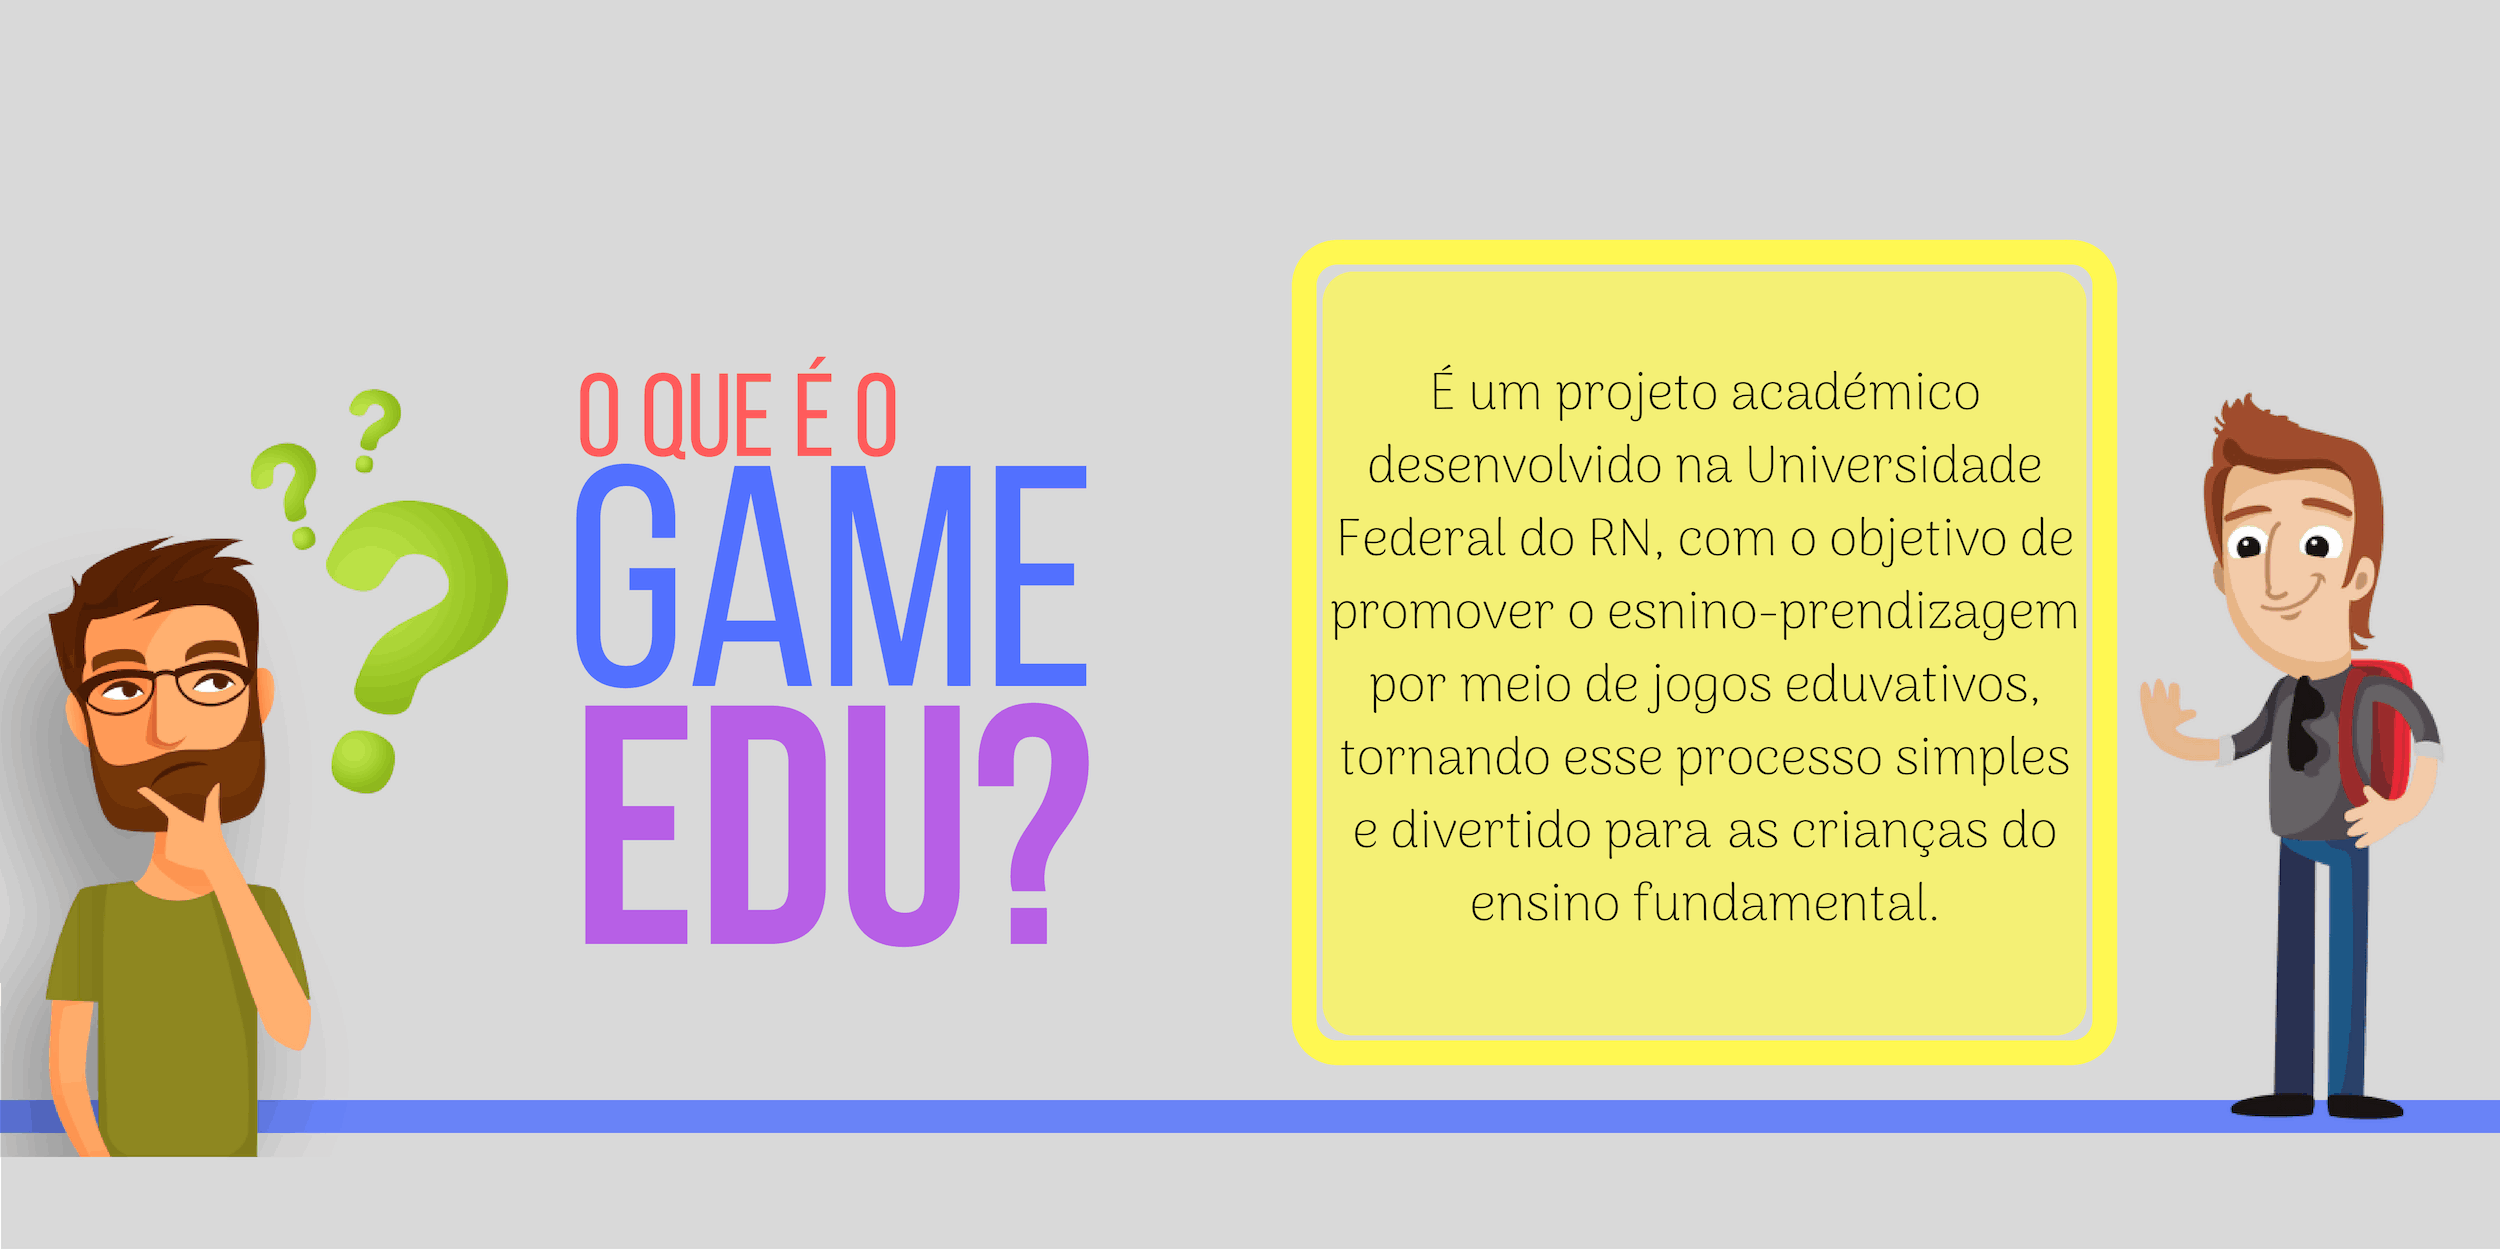 O QUE É O
GAME
EDU?
É um projeto académico
desenvolvido na Universidade
Federal do RN, com o objetivo de
promover o esnino-prendizagem
por meio de jogos eduvativos,
tornando esse processo simples
e divertido para as crianças do
ensino fundamental.